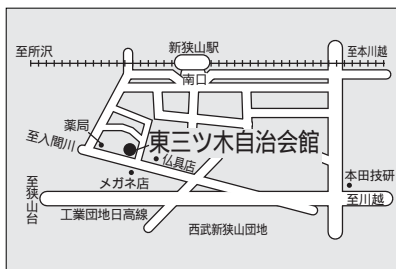 至所沢
新狭山駅
至本川越
南口
薬局
至入間川
東三ツ木自治会館
仏具店
メガネ店
本田技研
至狭山台
工業団地日高線
至川越
西武新狭山団地